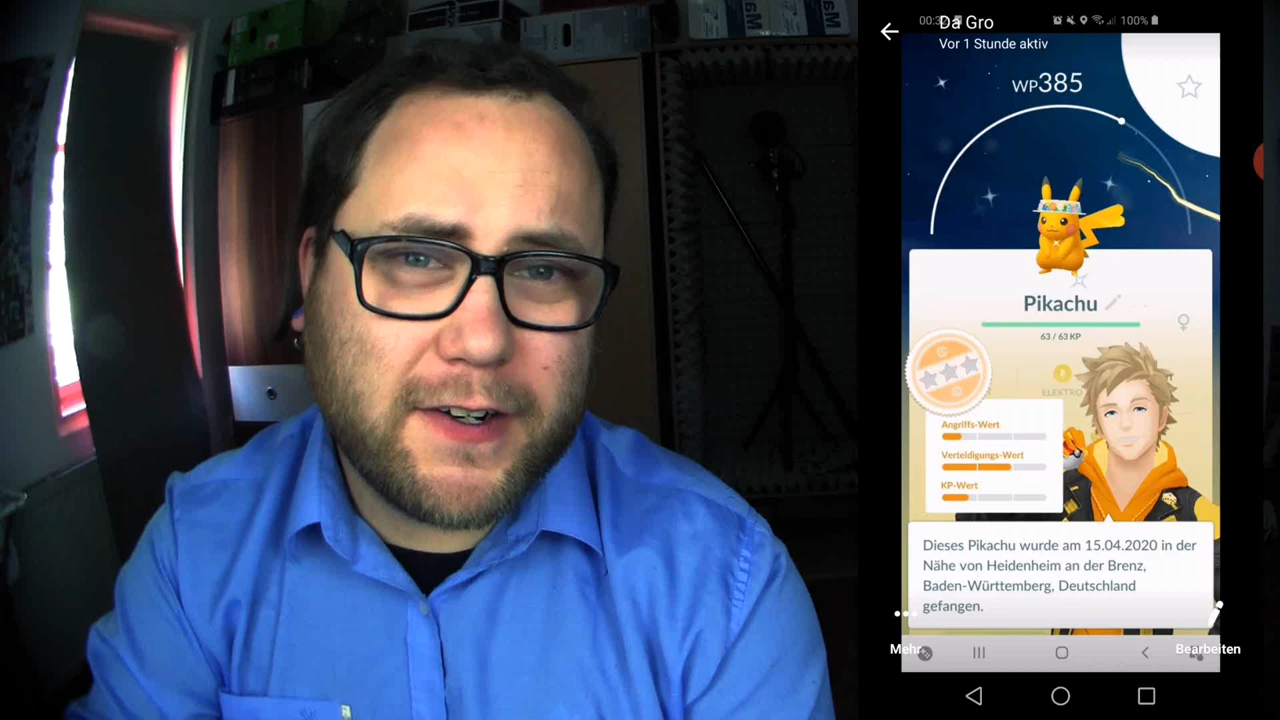 00:3
Da Gro
100%
Vor 1 Stunde aktiv
WP385
Pikachu
63 / 63 KP
ELEKTRO
Angriffs-Wert
Verteidigungs-Wert
KP-Wert
Dieses Pikachu wurde am 15.04.2020 in der
Nähe von Heidenheim an der Brenz,
Baden-Württemberg, Deutschland
gefangen.
Mehr
Bearbeiten